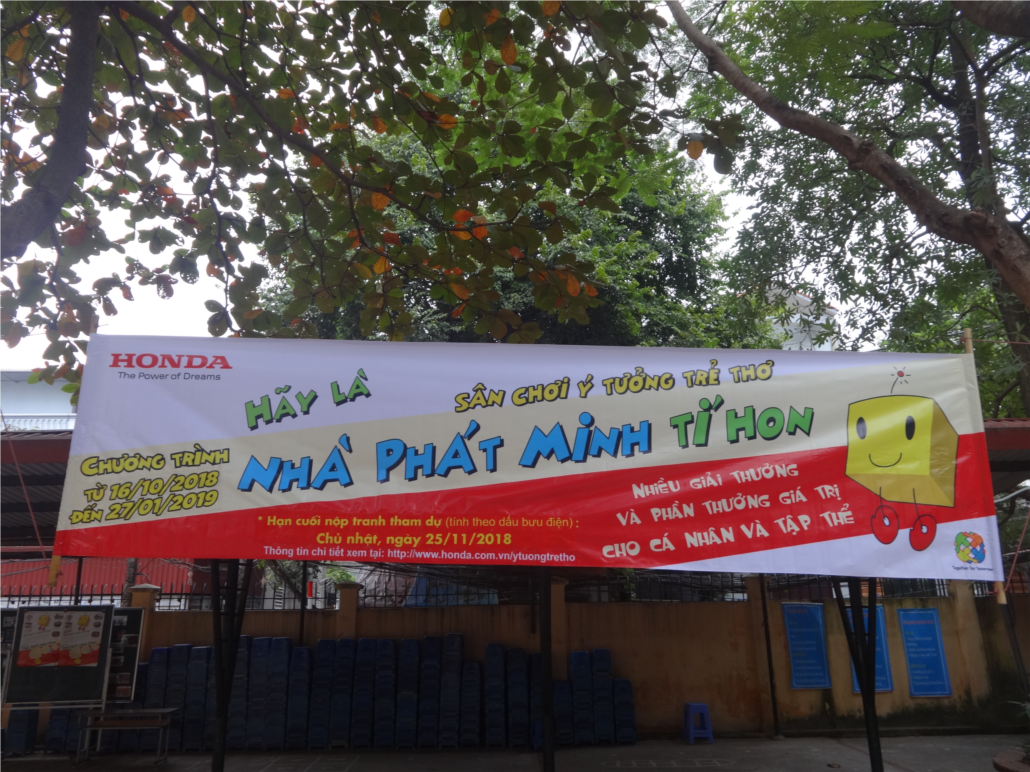 HONDA
The Power of Dreams
HÃY LÀ
SÂN CHƠI Ý TƯỞNG TRẺ THƠ
NHÀ PHÁT MINH TÍ HON
CHƯƠNG TRÌNH
TỪ 16/10/2018
ĐẾN 27/01/2019
NHIỀU GIẢI THƯỞNG
VÀ PHẦN THƯỞNG GIÁ TRỊ
CHO CÁ NHÂN VÀ TẬP THỂ
* Hạn cuối nộp tranh tham dự (tính theo dấu bưu điện) :
Chủ nhật, ngày 25/11/2018
Thông tin chi tiết xem tại: http://www.honda.com.vn/ytuongtretho
Together for Tomorrow